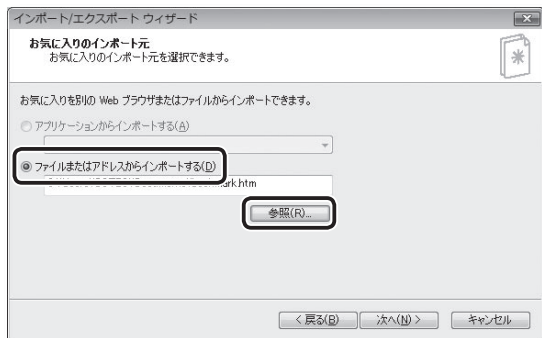 インポート/エクスポート ウィザード
お気に入りのインポート元
お気に入りのインポート元を選択できます。
お気に入りを別の Web ブラウザまたはファイルからインポートできます。
アプリケーションからインポートする(A)
ファイルまたはアドレスからインポートする(D)
参照(R)...
< 戻る(B) 次へ(N) > キャンセル